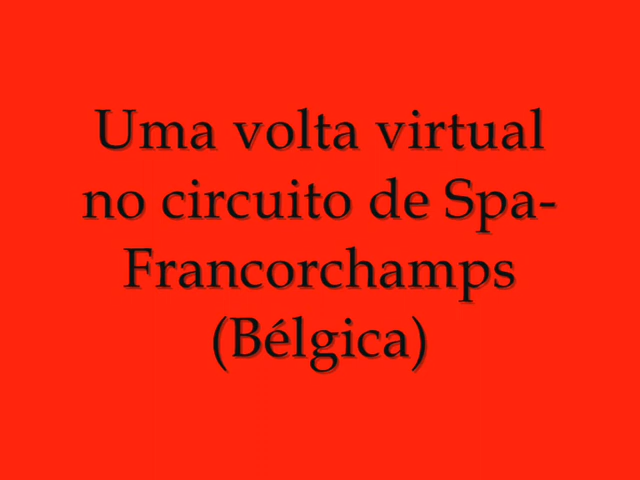 Uma volta virtual
no circuito de Spa-
Francorchamps
(Bélgica)